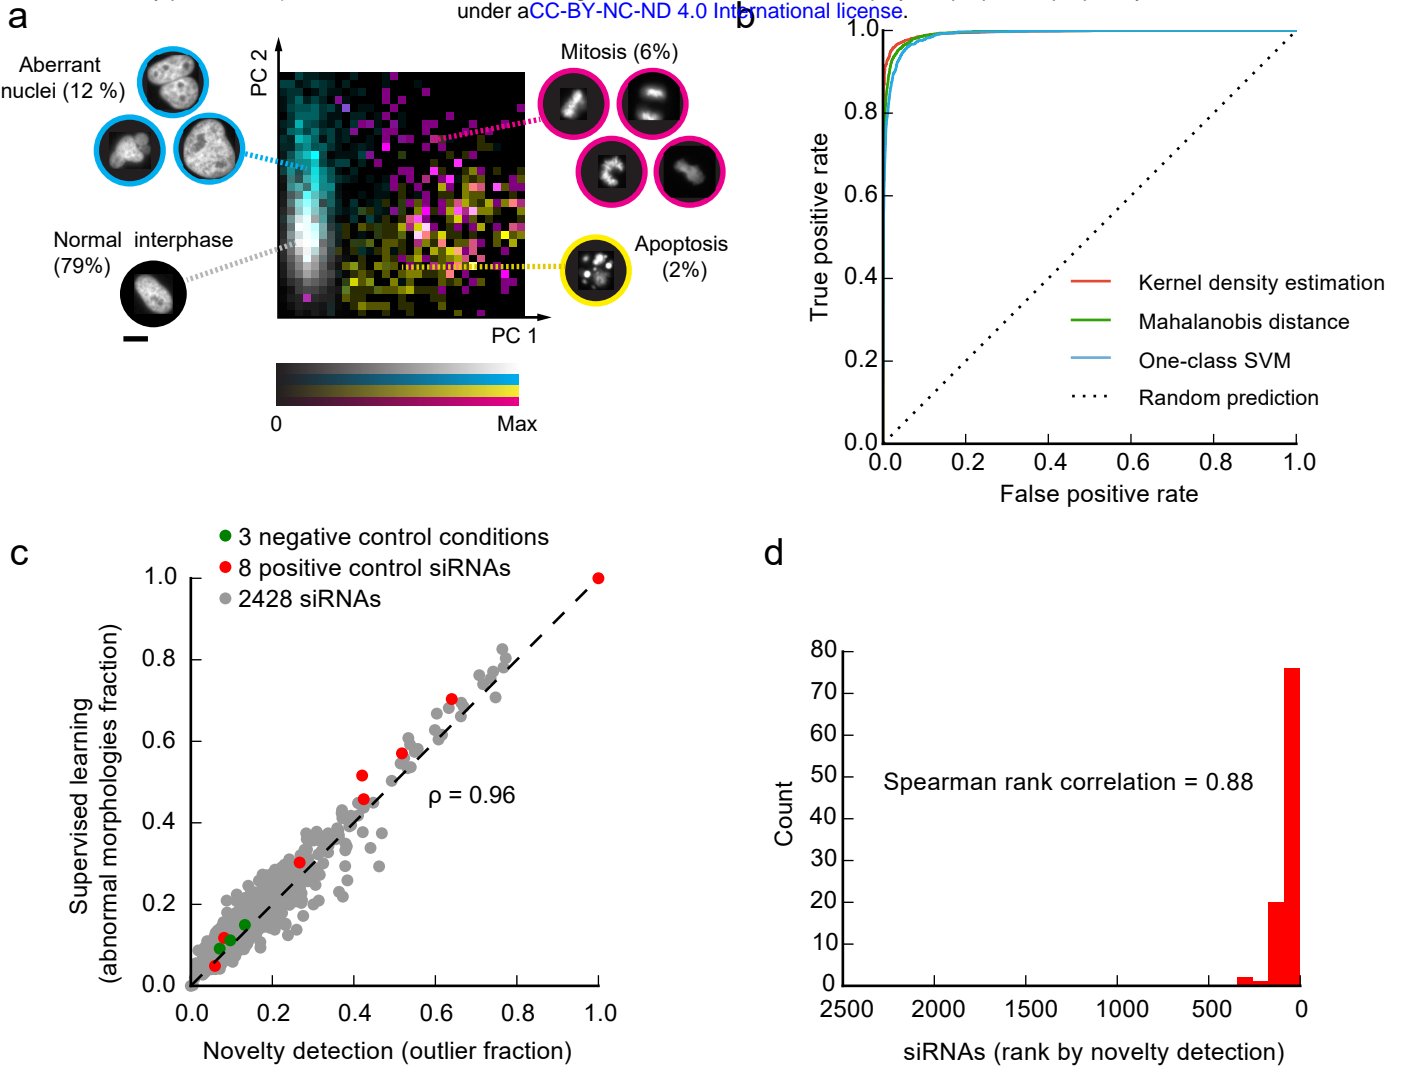 under aCC-BY-NC-ND 4.0 International license.
a
Aberrant
nuclei (12 %)
PC 2
Mitosis (6%)
Normal interphase
(79%)
Apoptosis
(2%)
PC 1
0
Max
b
1.0
0.8
0.6
0.4
0.2
0.0
True positive rate
Kernel density estimation
Mahalanobis distance
One-class SVM
Random prediction
0.0 0.2 0.4 0.6 0.8 1.0
False positive rate
c
3 negative control conditions
8 positive control siRNAs
2428 siRNAs
1.0
0.8
0.6
0.4
0.2
0.0
Supervised learning
(abnormal morphologies fraction)
ρ = 0.96
0.0 0.2 0.4 0.6 0.8 1.0
Novelty detection (outlier fraction)
d
80
70
60
50
40
30
20
10
0
Count
Spearman rank correlation = 0.88
2500 2000 1500 1000 500 0
siRNAs (rank by novelty detection)